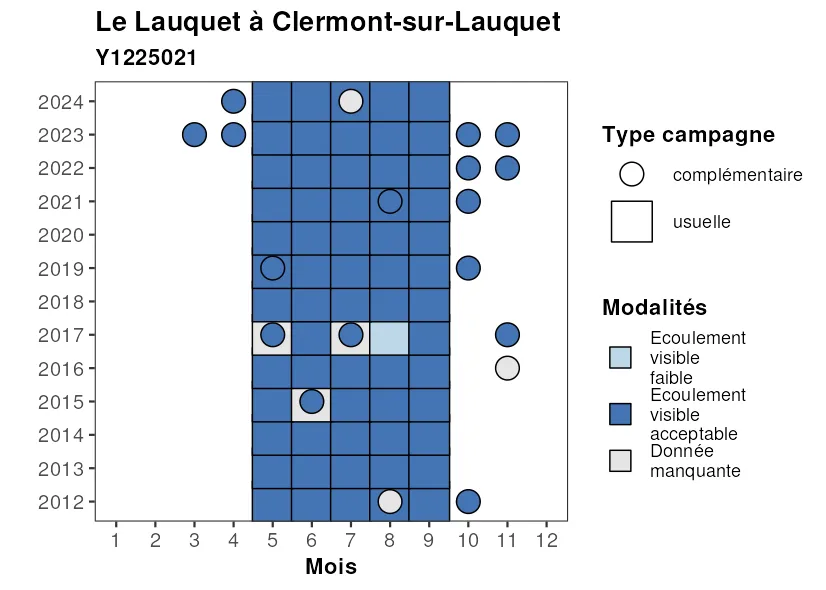 Le Lauquet à Clermont-sur-Lauquet
Y1225021
2024
2023
2022
2021
2020
2019
2018
2017
2016
2015
2014
2013
2012
1 2 3 4 5 6 7 8 9 10 11 12
Mois
Type campagne
complémentaire
usuelle
Modalités
Ecoulement
visible
faible
Ecoulement
visible
acceptable
Donnée
manquante